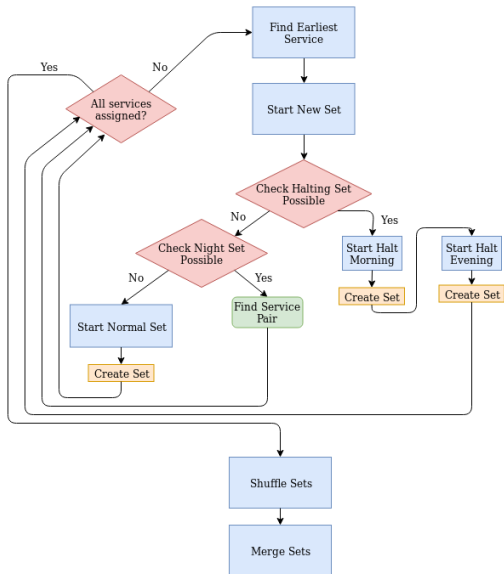 Find Earliest
Service
Yes
No
All services
assigned?
Start New Set
Check Halting Set
Possible
No
Yes
Check Night Set
Possible
Start Halt
Morning
Start Halt
Evening
No
Yes
Create Set
Create Set
Find Service
Pair
Start Normal Set
Create Set
Shuffle Sets
Merge Sets